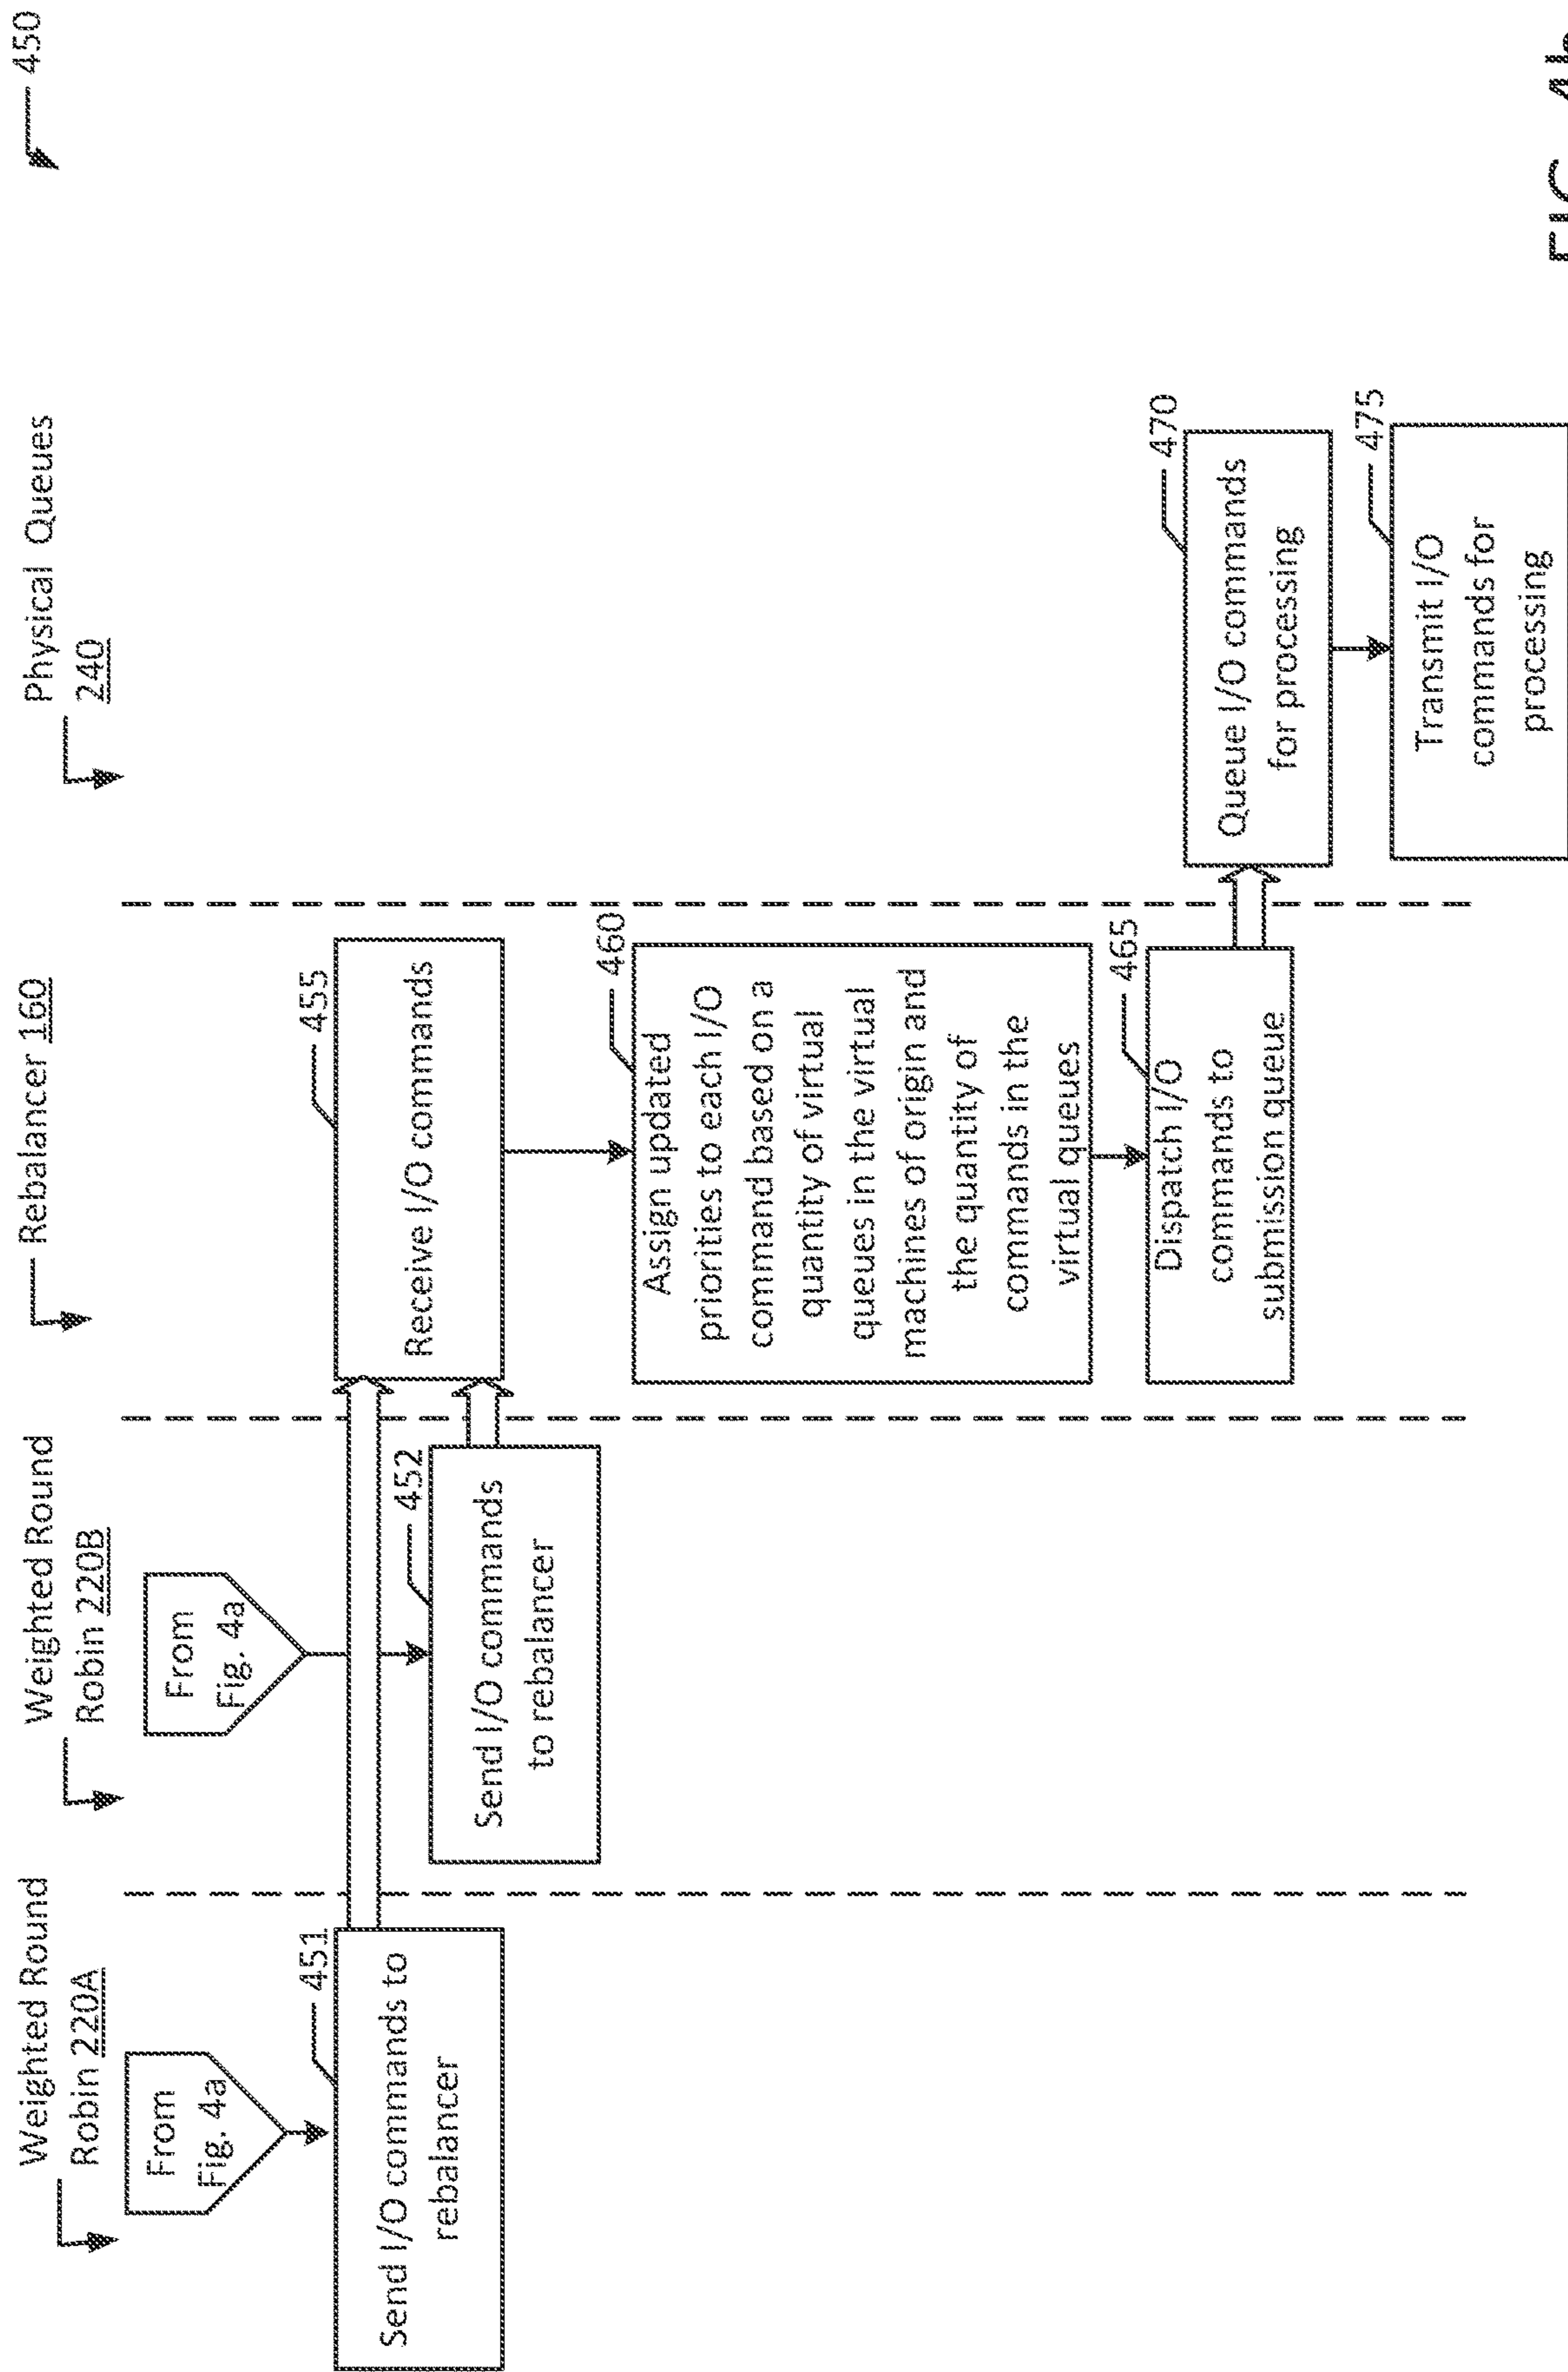 450
Weighted Round
Robin 220A
Weighted Round
Robin 220B
Rebalancer 160
Physical Queues
240
From
Fig. 4a
From
Fig. 4a
451
Send I/O commands to
rebalancer
452
Send I/O commands
to rebalancer
455
Receive I/O commands
460
Assign updated
priorities to each I/O
command based on a
quantity of virtual
queues in the virtual
machines of origin and
the quantity of
commands in the
virtual queues
465
Dispatch I/O
commands to
submission queue
470
Queue I/O commands
for processing
475
Transmit I/O
commands for
processing
FIG. 4b